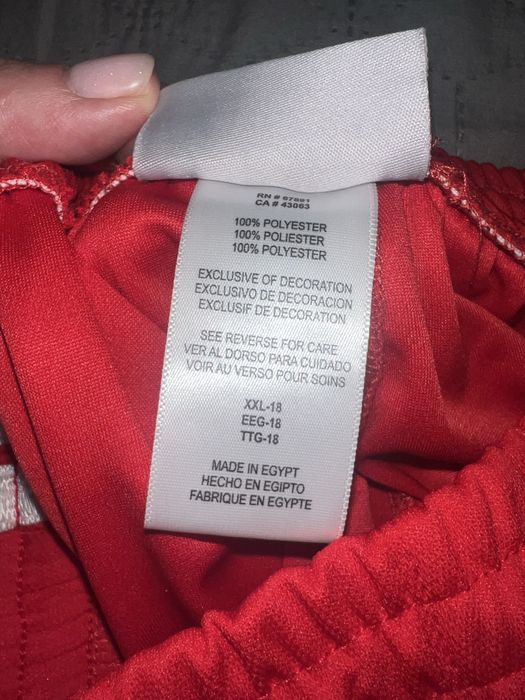 RN # 67891
CA # 43063
100% POLYESTER
100% POLIESTER
100% POLYESTER
EXCLUSIVE OF DECORATION
EXCLUSIVO DE DECORACION
EXCLUSIF DE DECORATION
SEE REVERSE FOR CARE
VER AL DORSO PARA CUIDADO
VOIR AU VERSO POUR SOINS
XXL-18
EEG-18
TTG-18
MADE IN EGYPT
HECHO EN EGIPTO
FABRIQUE EN EGYPTE